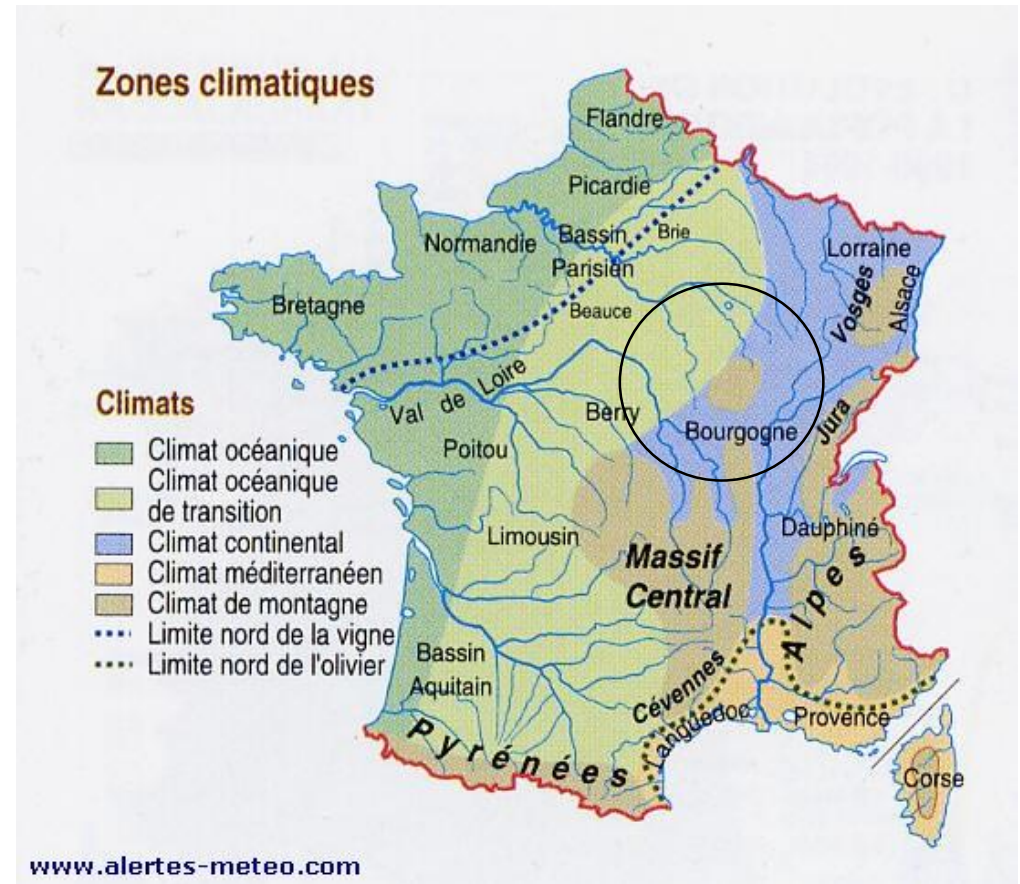 Zones climatiques
Flandre
Picardie
Normandie
Bassin
Parisien
Brie
Lorraine
Bretagne
Beauce
Vosges
Alsace
Val de Loire
Berry
Bourgogne
Jura
Poitou
Limousin
Massif
Central
Dauphiné
Alpes
Bassin
Aquitain
Cévennes
Languedoc
Provence
Pyrénées
Corse
Climats
Climat océanique
Climat océanique
de transition
Climat continental
Climat méditerranéen
Climat de montagne
Limite nord de la vigne
Limite nord de l'olivier
www.alertes-meteo.com